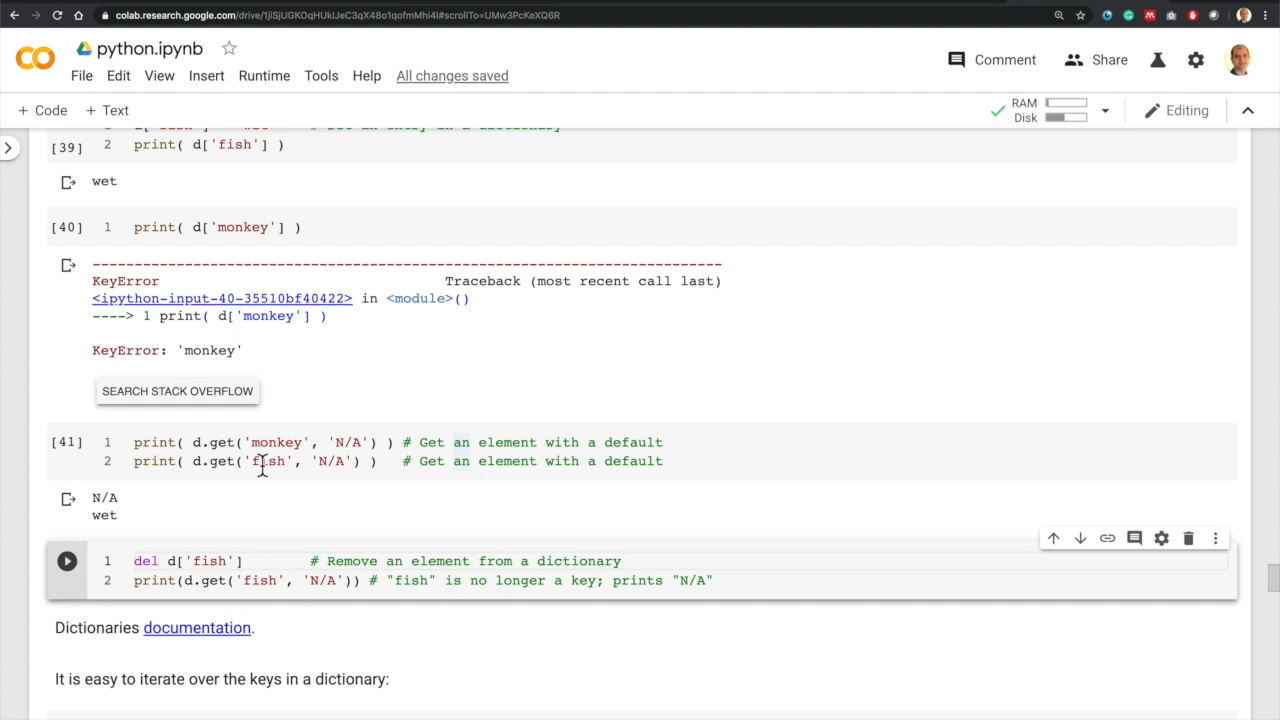 colab.research.google.com/drive/1jiSjUGKOqHUkIJeC3qX48o1qofmMhi4l#scrollTo=UMw3PcKeXQ6R
python.ipynb
File Edit View Insert Runtime Tools Help All changes saved
Comment Share
+ Code + Text
RAM
Disk
Editing
[39] 2 print( d['fish'] )
wet
[40] 1 print( d['monkey'] )
KeyError Traceback (most recent call last)
<ipython-input-40-35510bf40422> in <module>()
----> 1 print( d['monkey'] )
KeyError: 'monkey'
SEARCH STACK OVERFLOW
[41] 1 print( d.get('monkey', 'N/A') ) # Get an element with a default
2 print( d.get('fish', 'N/A') ) # Get an element with a default
N/A
wet
1 del d['fish'] # Remove an element from a dictionary
2 print(d.get('fish', 'N/A')) # "fish" is no longer a key; prints "N/A"
Dictionaries documentation.
It is easy to iterate over the keys in a dictionary: